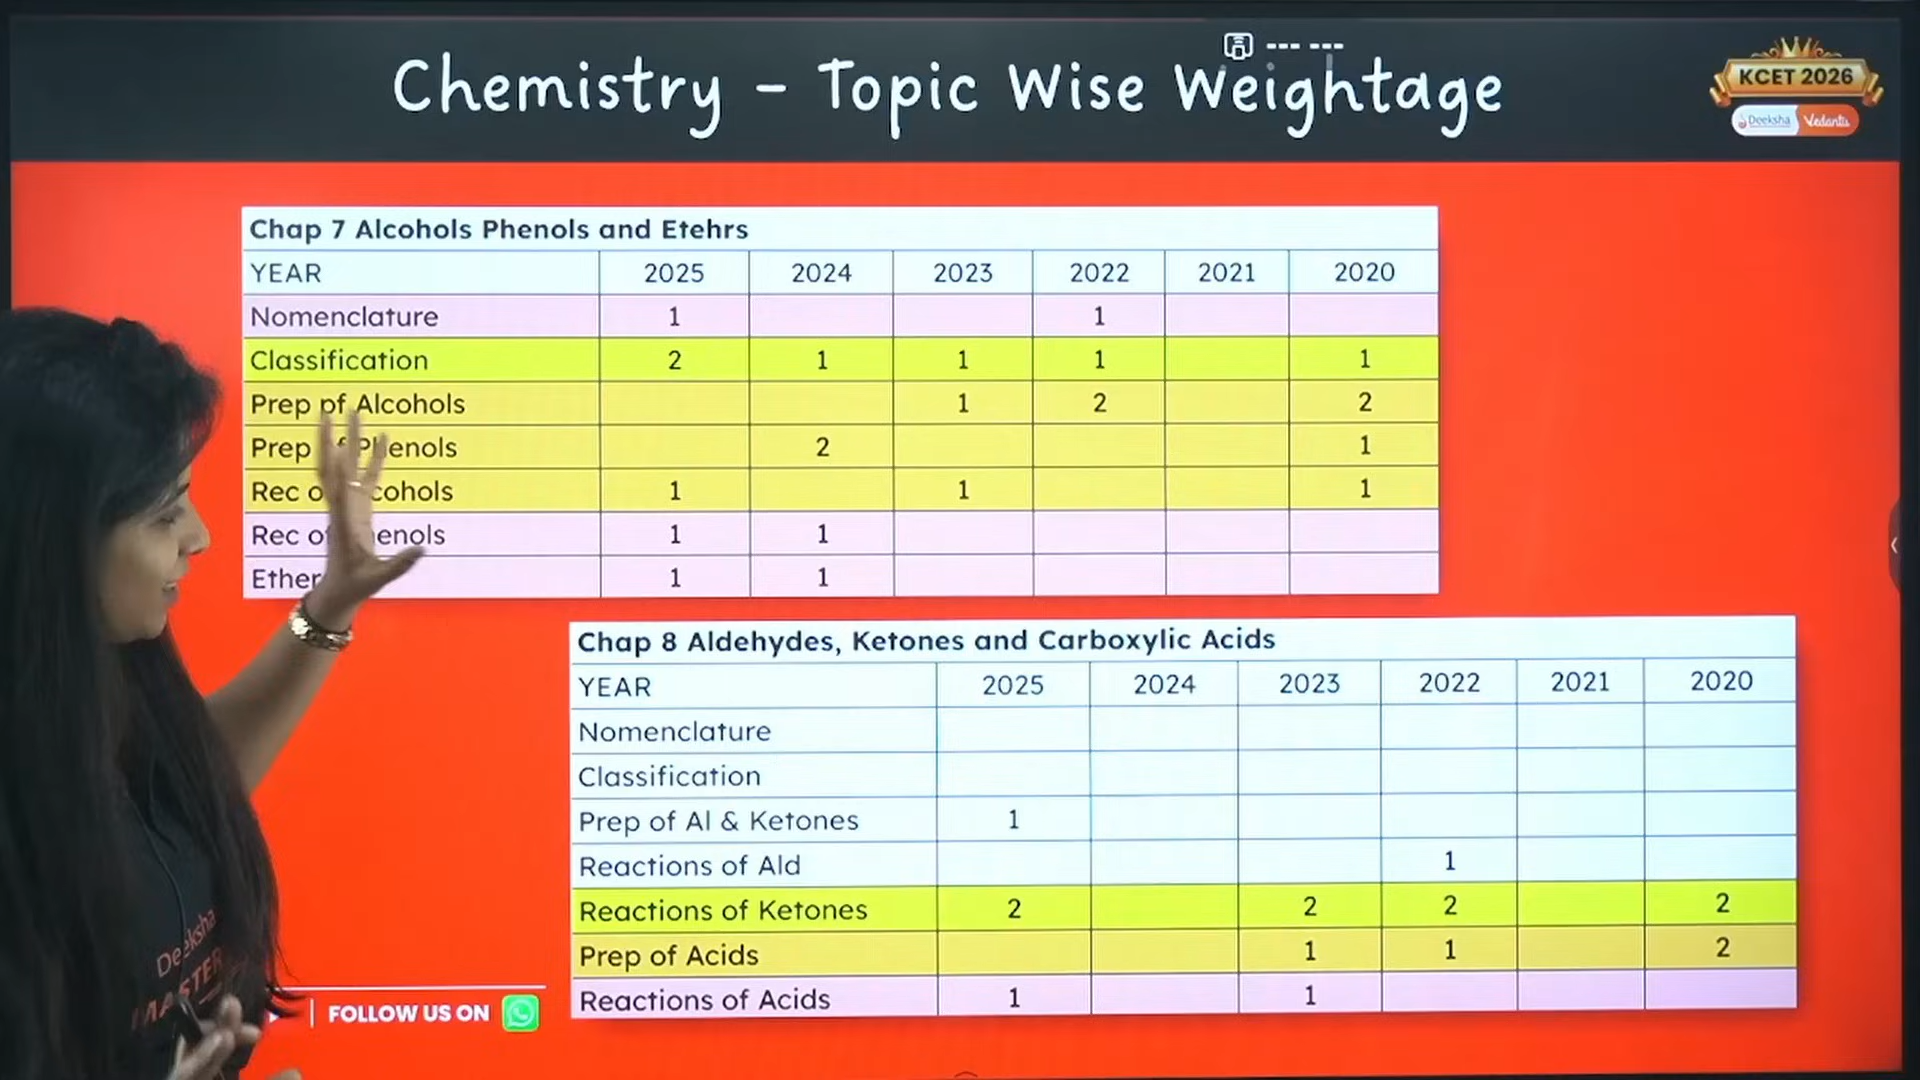 Chemistry - Topic Wise Weightage
KCET 2026
Deeksha Vedantu
Chap 7 Alcohols Phenols and Etehrs
YEAR 2025 2024 2023 2022 2021 2020
Nomenclature 1 1
Classification 2 1 1 1 1
Prep pf Alcohols 1 2 2
Prep Phenols 2 1
Rec 1 1 1
Rec 1 1
Ether 1 1
Chap 8 Aldehydes, Ketones and Carboxylic Acids
YEAR 2025 2024 2023 2022 2021 2020
Nomenclature
Classification
Prep of Al & Ketones 1
Reactions of Ald 1
Reactions of Ketones 2 2 2 2
Prep of Acids 1 1 2
Reactions of Acids 1 1
Deeksha
MASTER
FOLLOW US ON